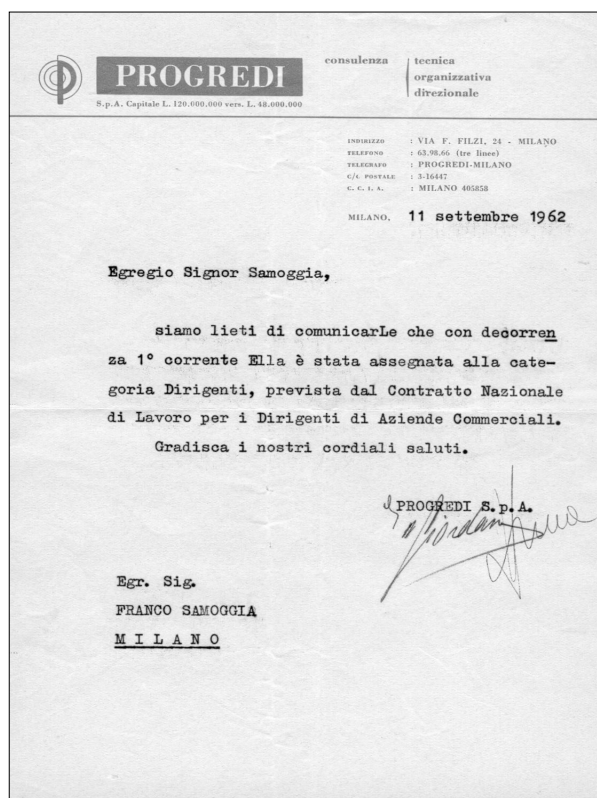 PROGREDI
S.p.A. Capitale L. 120.000.000 vers. L. 48.000.000
consulenza
tecnica
organizzativa
direzionale
INDIRIZZO : VIA F. FILZI, 24 - MILANO
TELEFONO : 63.98.66 (tre linee)
TELEGRAFO : PROGREDI-MILANO
C/C POSTALE : 3-16447
C. C. I. A. : MILANO 405858
MILANO, 11 settembre 1962
Egregio Signor Samoggia,
siamo lieti di comunicarLe che con decorren
za 1° corrente Ella è stata assegnata alla cate-
goria Dirigenti, prevista dal Contratto Nazionale
di Lavoro per i Dirigenti di Aziende Commerciali.
Gradisca i nostri cordiali saluti.
PROGREDI S.p.A.
Egr. Sig.
FRANCO SAMOGGIA
MILANO